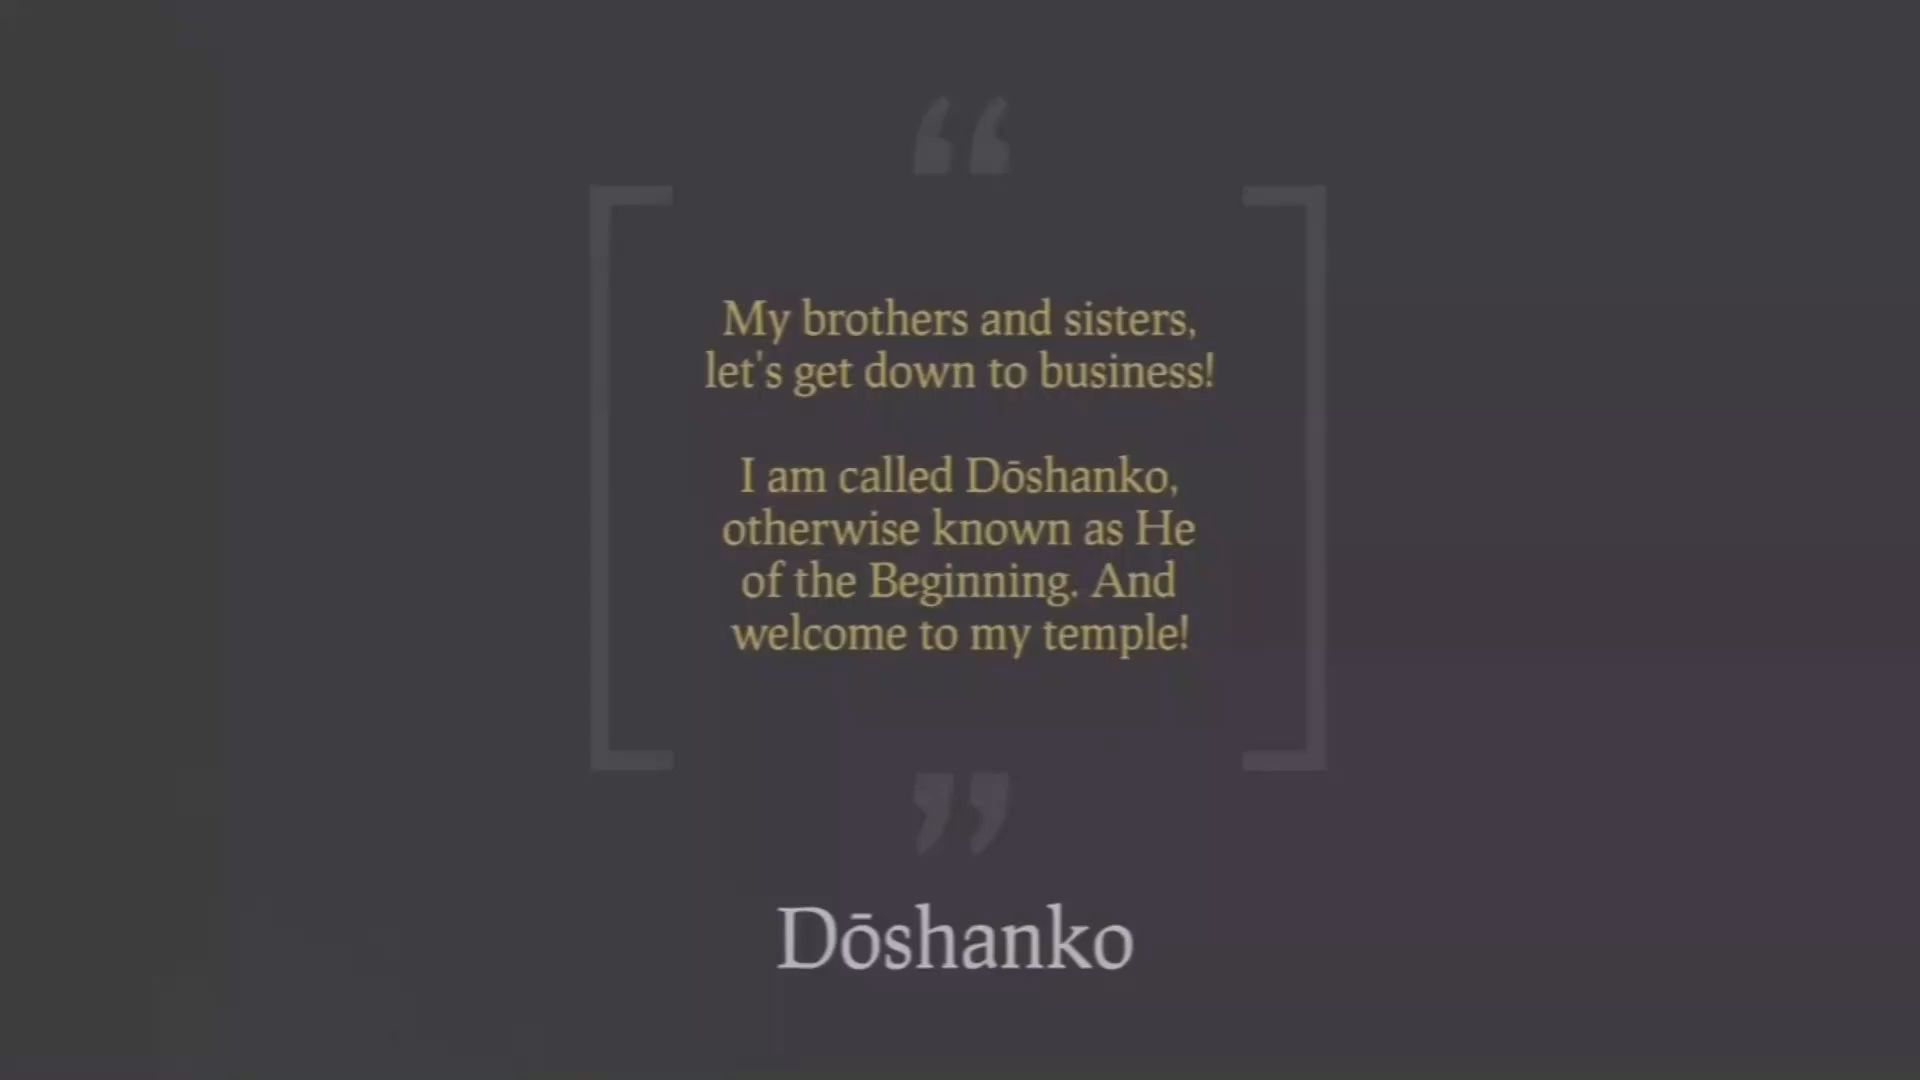 “
My brothers and sisters,
let's get down to business!
I am called Dōshanko,
otherwise known as He
of the Beginning. And
welcome to my temple!
”
Dōshanko